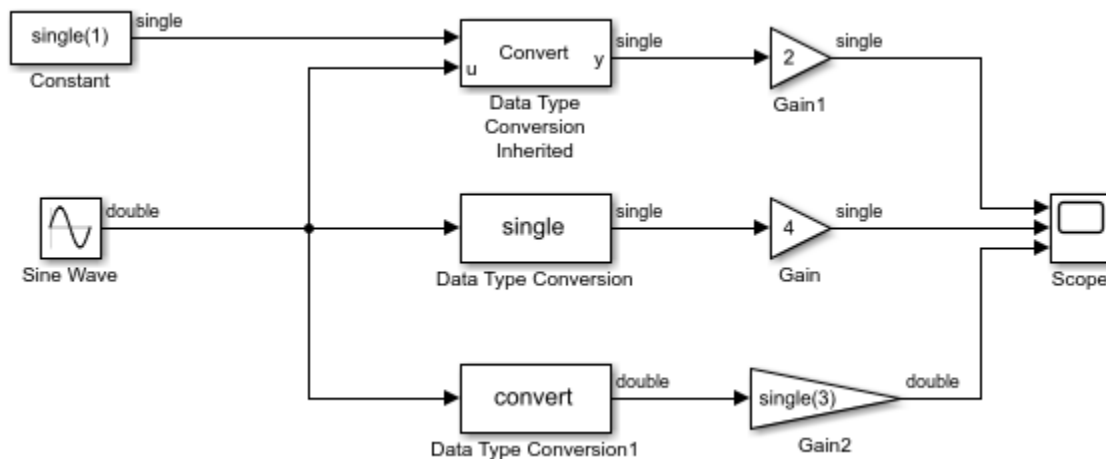 single(1)
single
Constant
Convert
u
y
single
Data Type
Conversion
Inherited
2
single
Gain1
double
Sine Wave
single
single
Data Type Conversion
4
single
Gain
Scope
convert
double
Data Type Conversion1
single(3)
double
Gain2